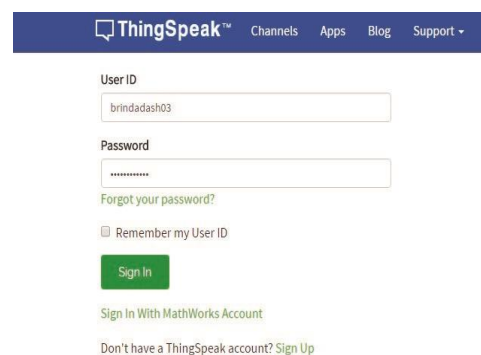 ThingSpeak™ Channels Apps Blog Support
User ID
brindadash03
Password
••••••••••••
Forgot your password?
Remember my User ID
Sign In
Sign In With MathWorks Account
Don't have a ThingSpeak account? Sign Up